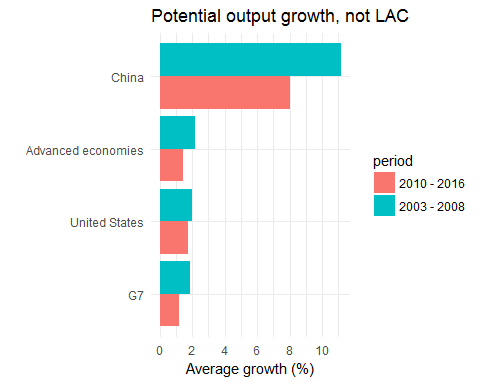 Potential output growth, not LAC
China
Advanced economies
United States
G7
0 2 4 6 8 10
Average growth (%)
period
2010 - 2016
2003 - 2008